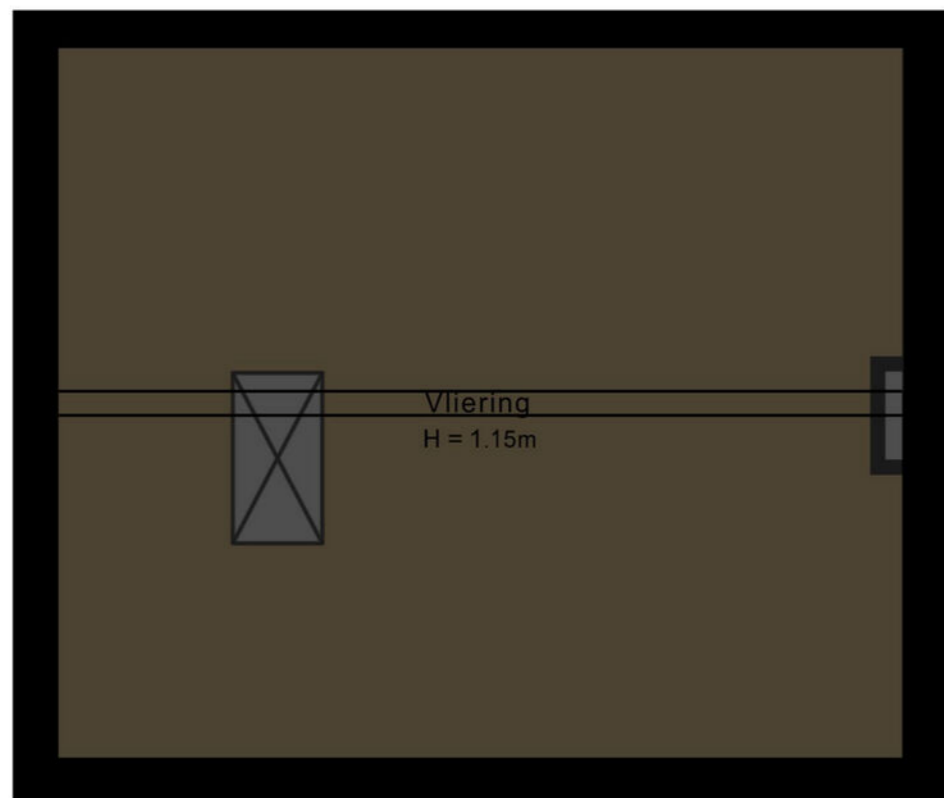 Vliering
H = 1.15m